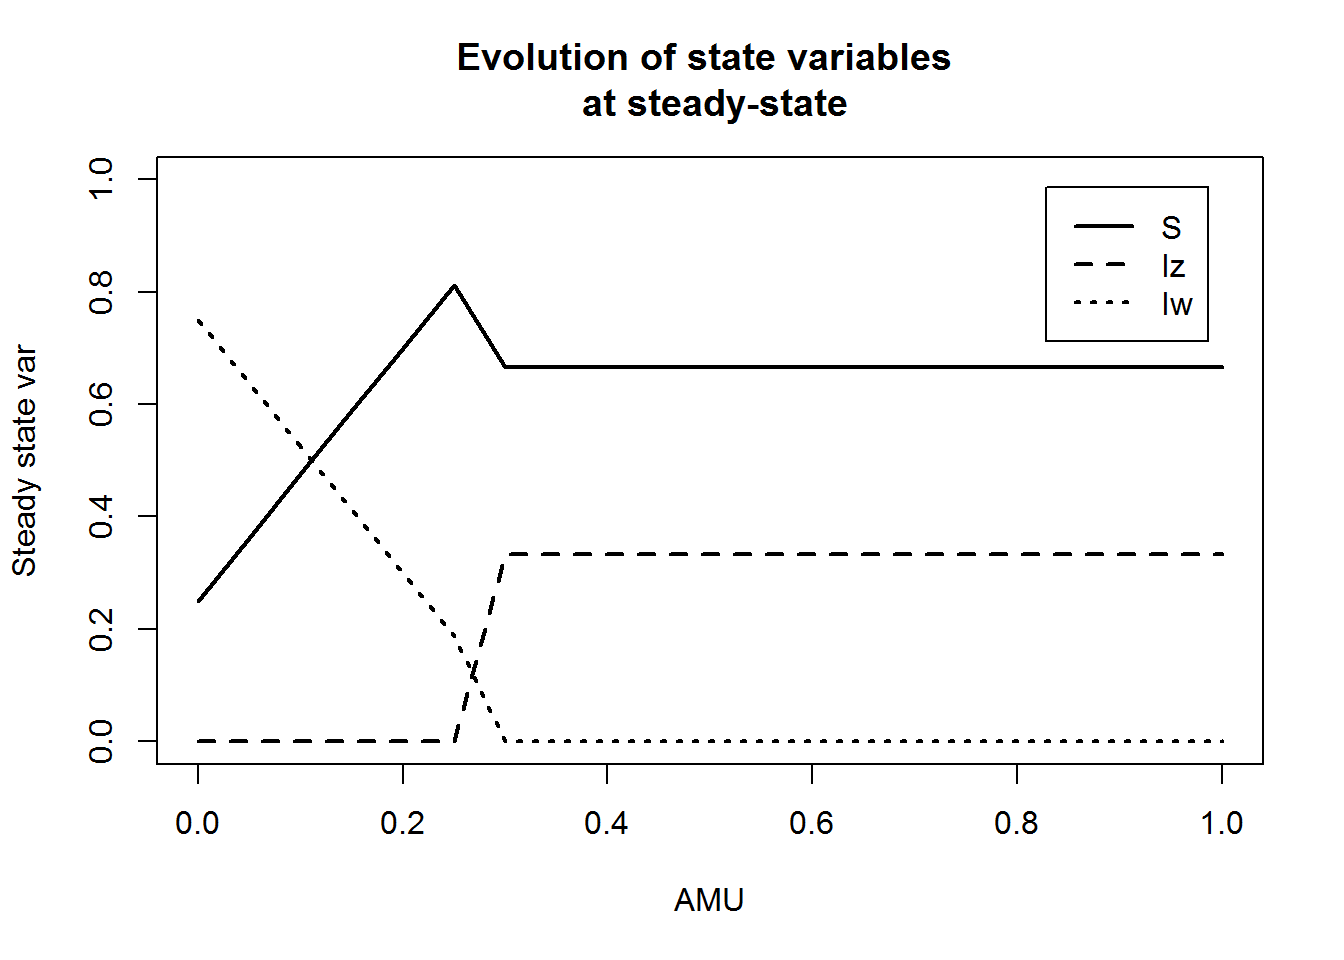 Evolution of state variables
at steady-state
Steady state var
1.0
0.8
0.6
0.4
0.2
0.0
S
Iz
Iw
0.0 0.2 0.4 0.6 0.8 1.0
AMU